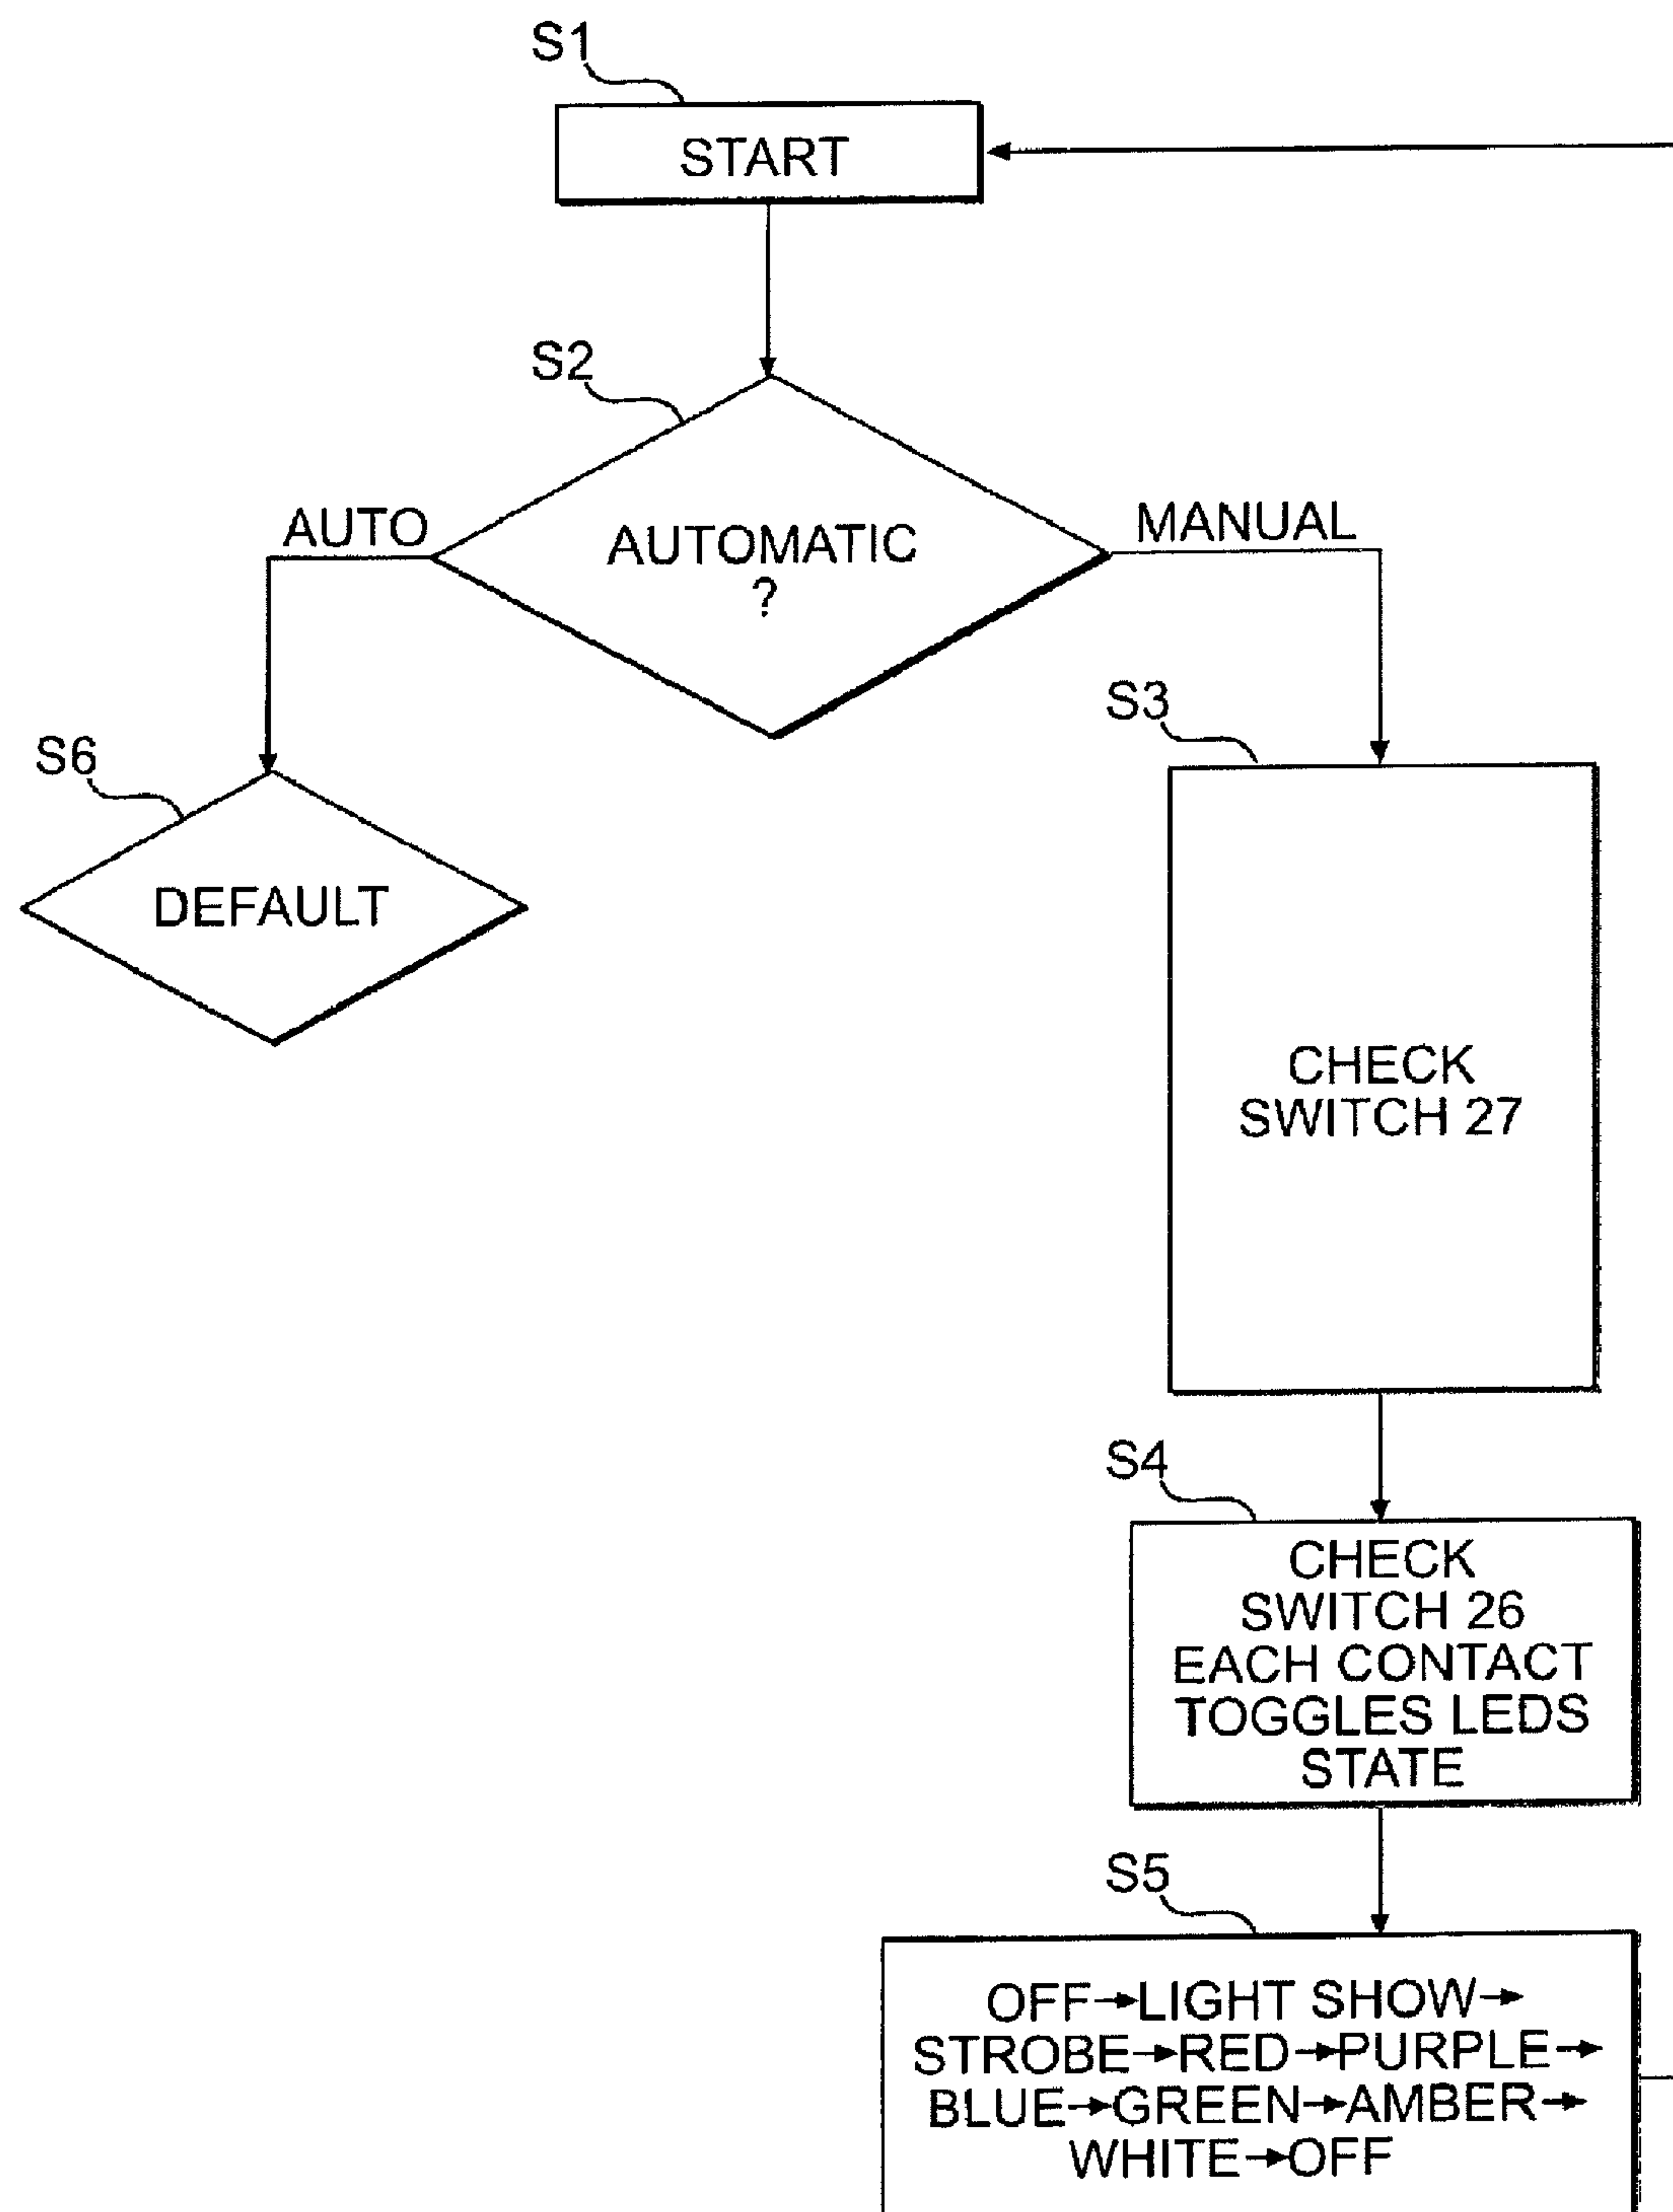 S1
START
S2
AUTO
AUTOMATIC
?
MANUAL
S3
S6
DEFAULT
CHECK
SWITCH 27
S4
CHECK
SWITCH 26
EACH CONTACT
TOGGLES LEDS
STATE
S5
OFF→LIGHT SHOW→
STROBE→RED→PURPLE→
BLUE→GREEN→AMBER→
WHITE→OFF